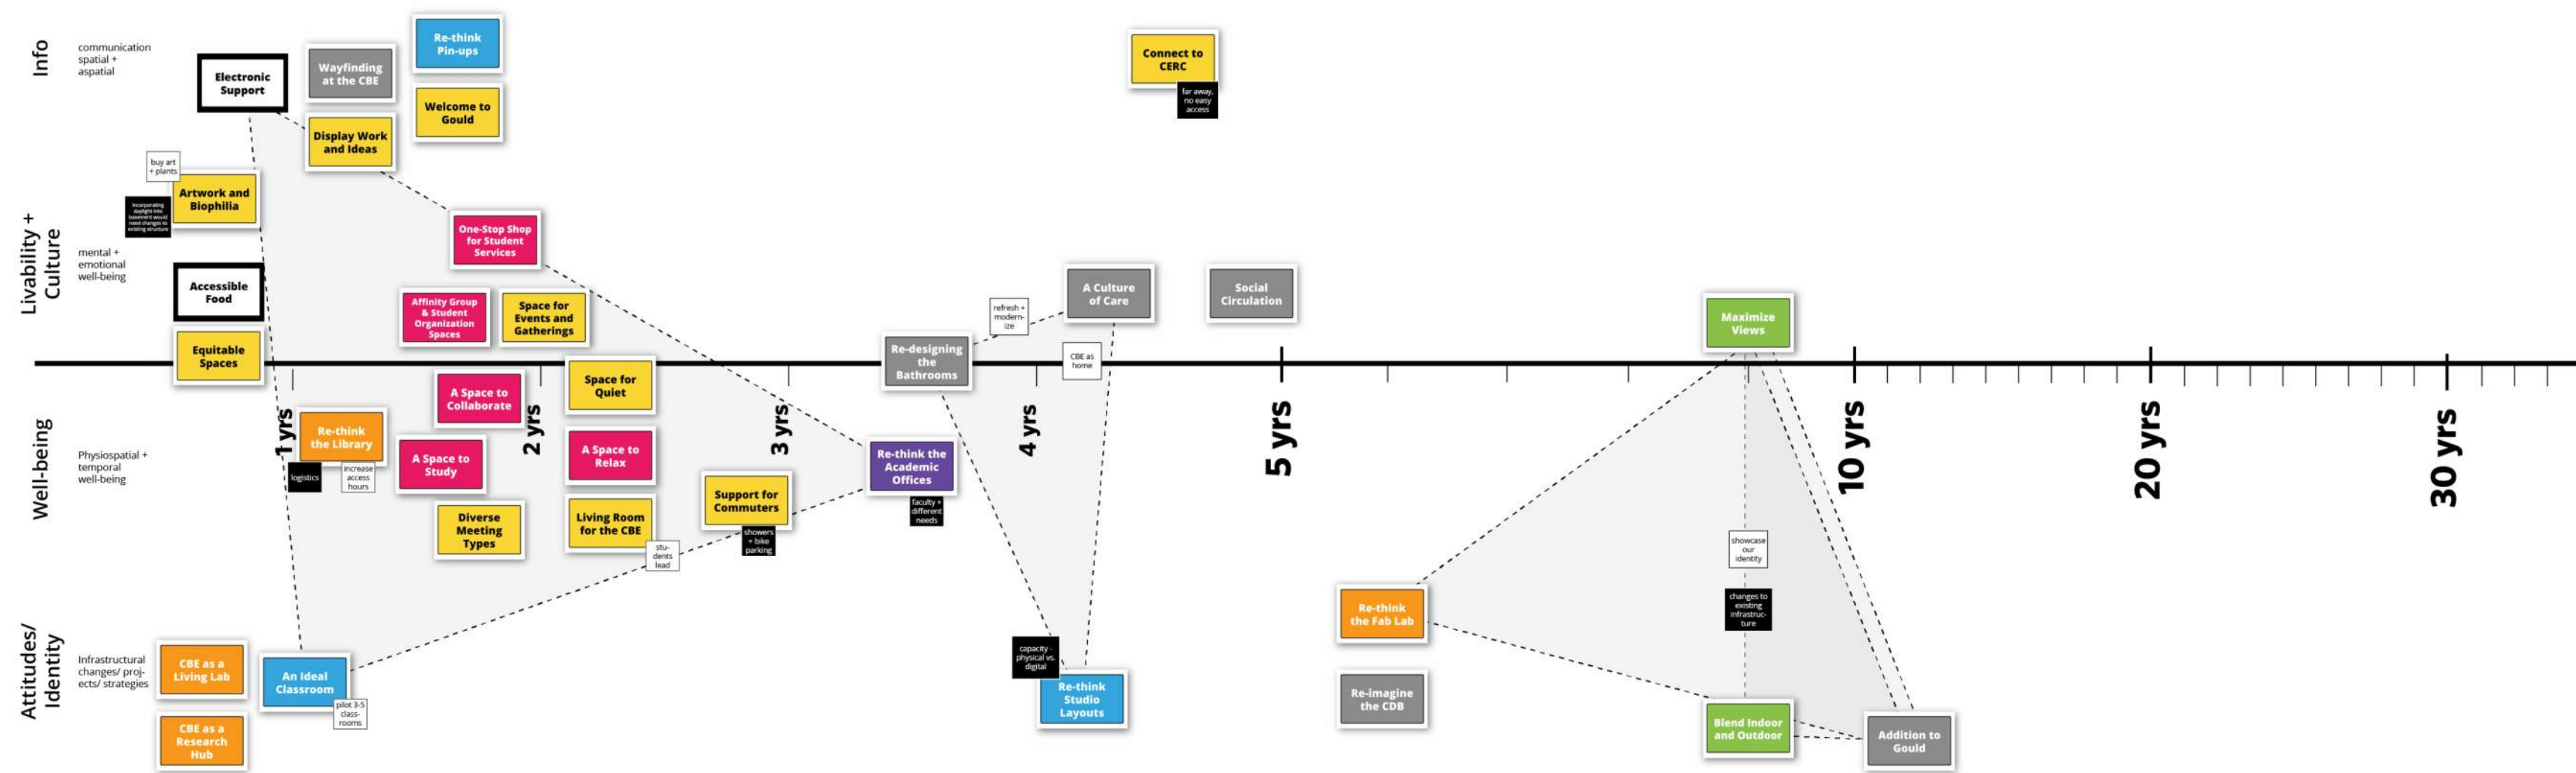 Info
communication
spatial +
aspatial
Electronic
Support
Wayfinding
at the CBE
Re-think
Pin-ups
Welcome to
Gould
Display Work
and Ideas
Connect to
CERC
far away,
no easy
access
Livability +
Culture
mental +
emotional
well-being
buy art
+ plants
Artwork and
Biophilia
Incorporating
daylight into
basement would
need changes to
existing structure
Accessible
Food
Equitable
Spaces
One-Stop Shop
for Student
Services
Affinity Group
& Student
Organization
Spaces
Space for
Events and
Gatherings
Re-designing
the
Bathrooms
refresh +
modern-
ize
A Culture
of Care
CBE as
home
Social
Circulation
Maximize
Views
1 yrs
2 yrs
3 yrs
4 yrs
5 yrs
10 yrs
20 yrs
30 yrs
Well-being
Physiospatial +
temporal
well-being
Re-think
the Library
logistics
increase
access
hours
A Space to
Collaborate
A Space to
Study
Diverse
Meeting
Types
Space for
Quiet
A Space to
Relax
Living Room
for the CBE
stu-
dents
lead
Support for
Commuters
showers
+ bike
parking
Re-think the
Academic
Offices
faculty +
different
needs
showcase
our
identity
changes to
existing
infrastruc-
ture
Attitudes/
Identity
Infrastructural
changes/ proj-
ects/ strategies
CBE as a
Living Lab
CBE as a
Research
Hub
An Ideal
Classroom
pilot 3-5
class-
rooms
capacity -
physical vs.
digital
Re-think
Studio
Layouts
Re-think
the Fab Lab
Re-imagine
the CDB
Blend Indoor
and Outdoor
Addition to
Gould